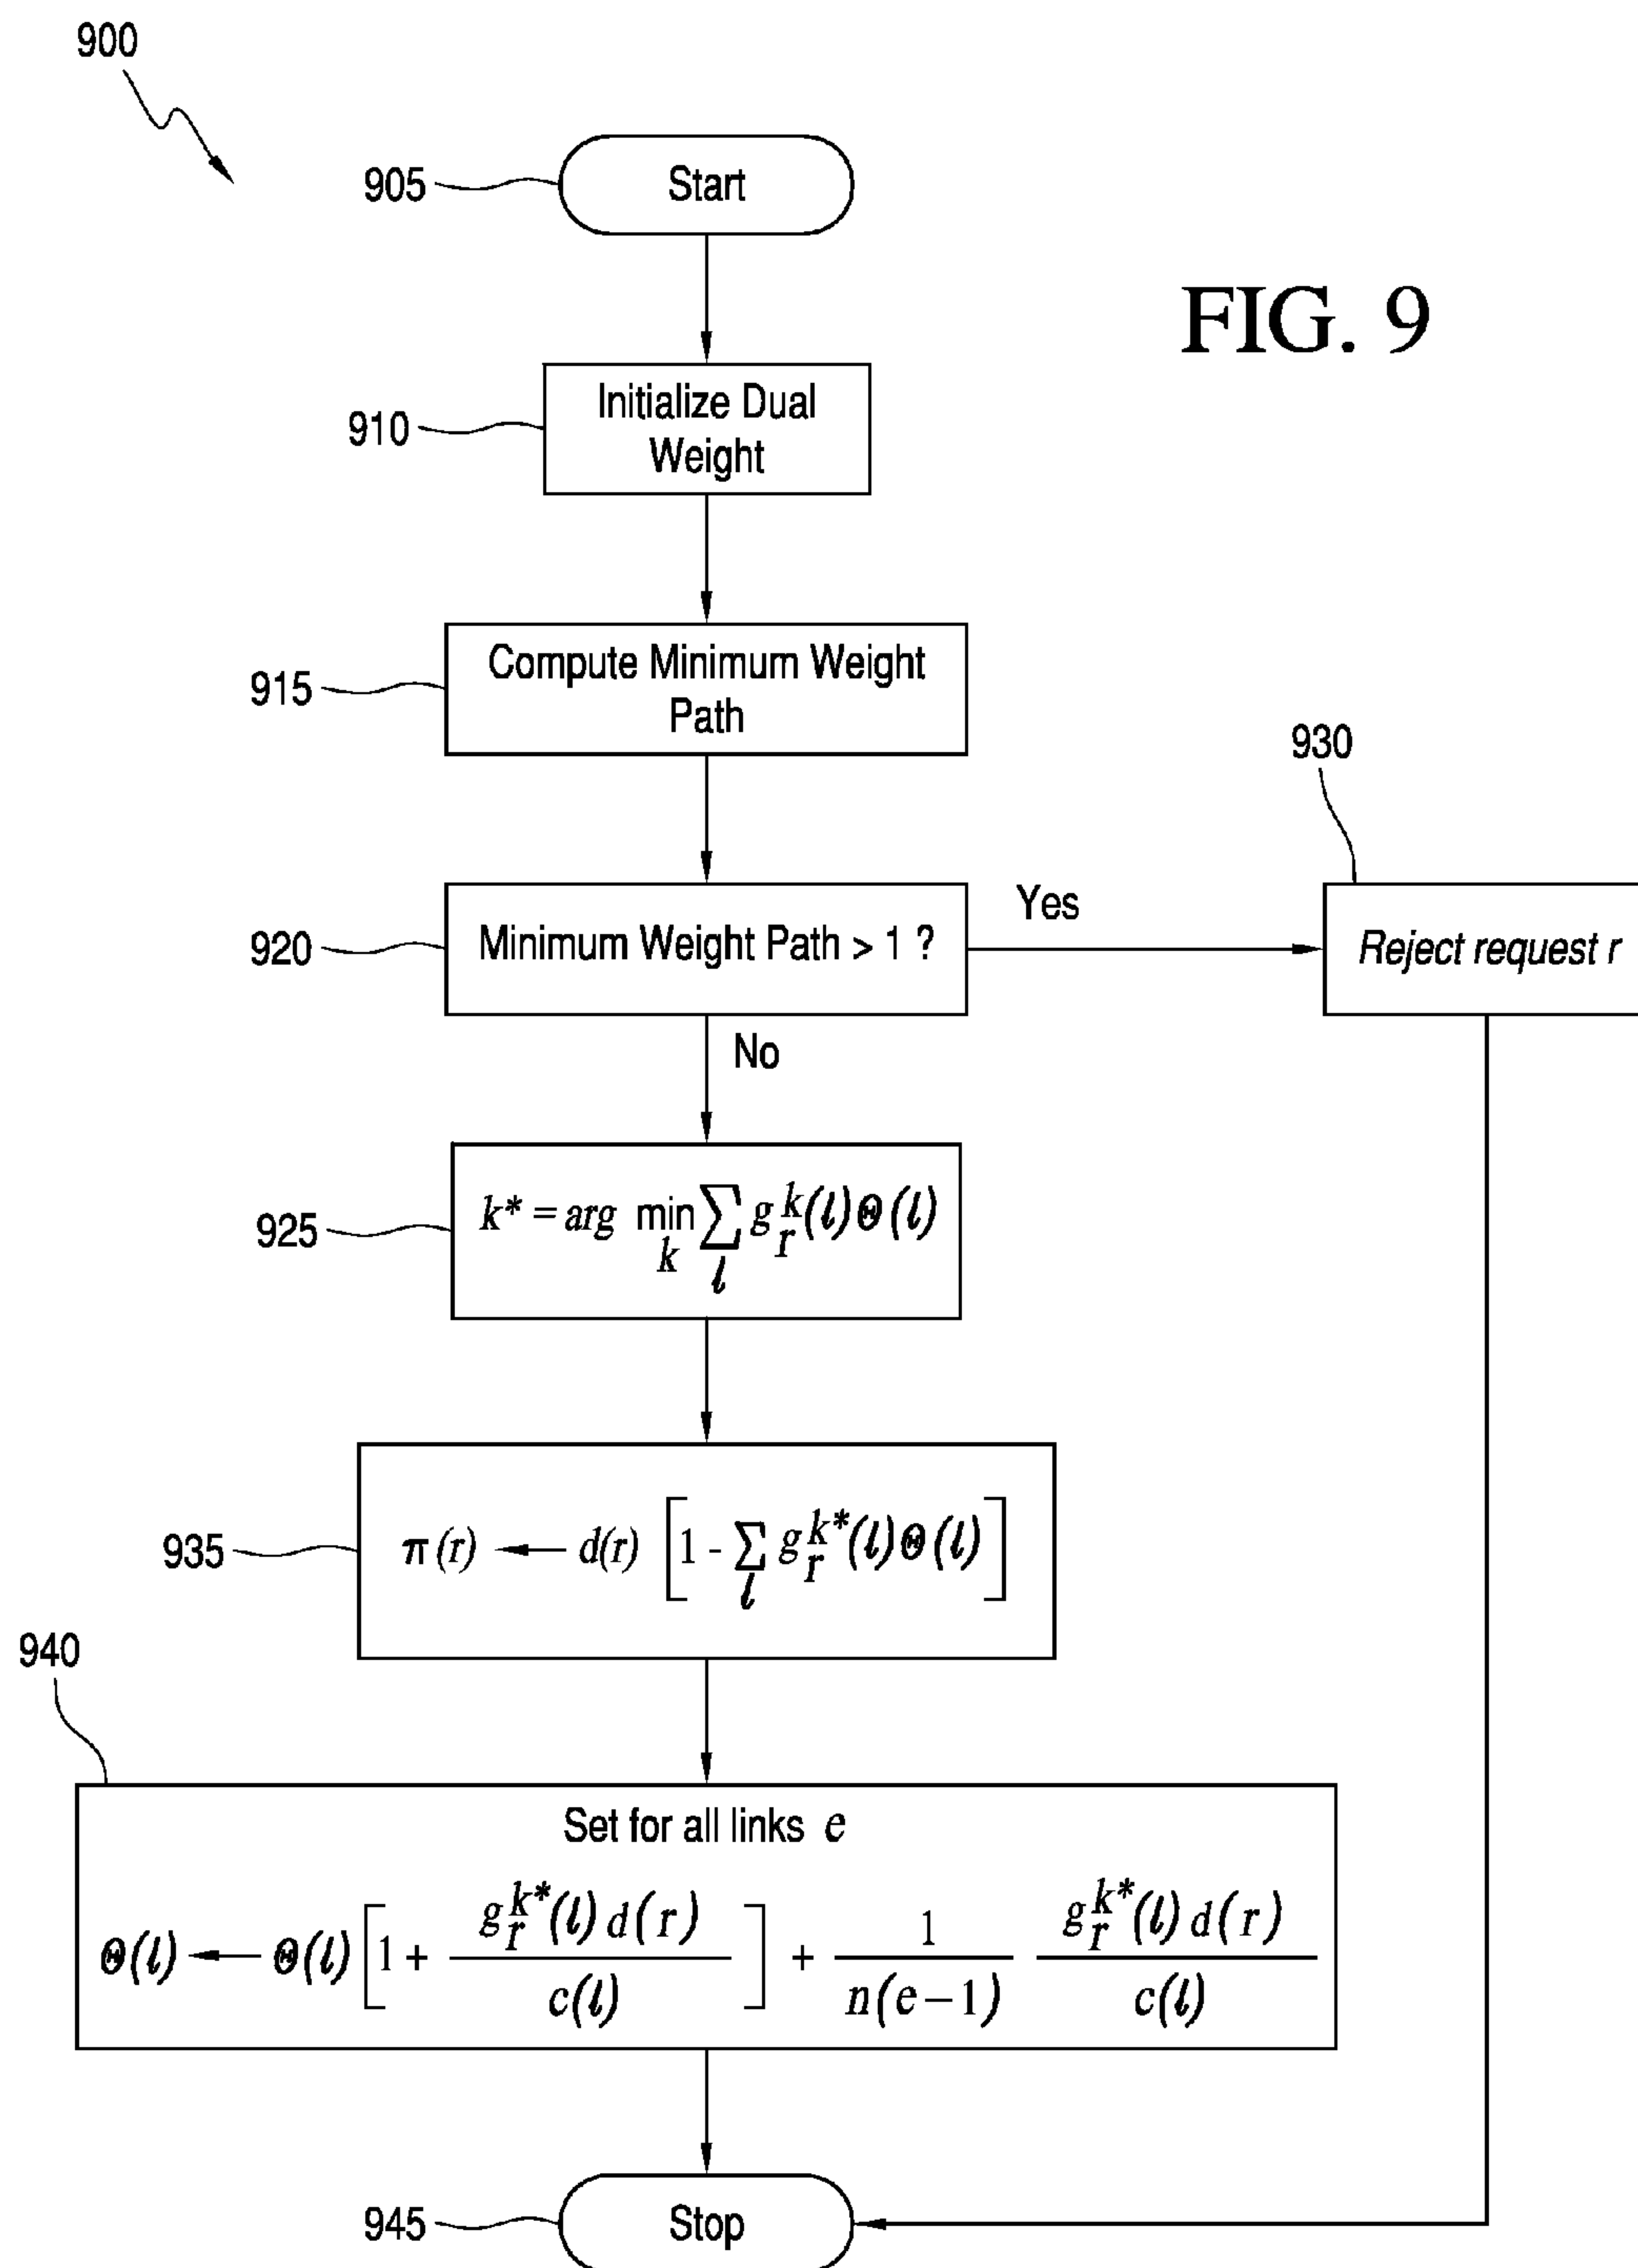 900
905
Start
FIG. 9
910
Initialize Dual
Weight
915
Compute Minimum Weight
Path
930
920
Minimum Weight Path > 1 ?
Yes
Reject request r
No
925
k* = arg min_k ∑_l g_r^k(l)Θ(l)
935
π(r) ← d(r) [1 - ∑_l g_r^k*(l)Θ(l)]
940
Set for all links e
Θ(l) ← Θ(l) [1 + g_r^k*(l) d(r) / c(l)] + 1 / n(e-1) g_r^k*(l) d(r) / c(l)
945
Stop